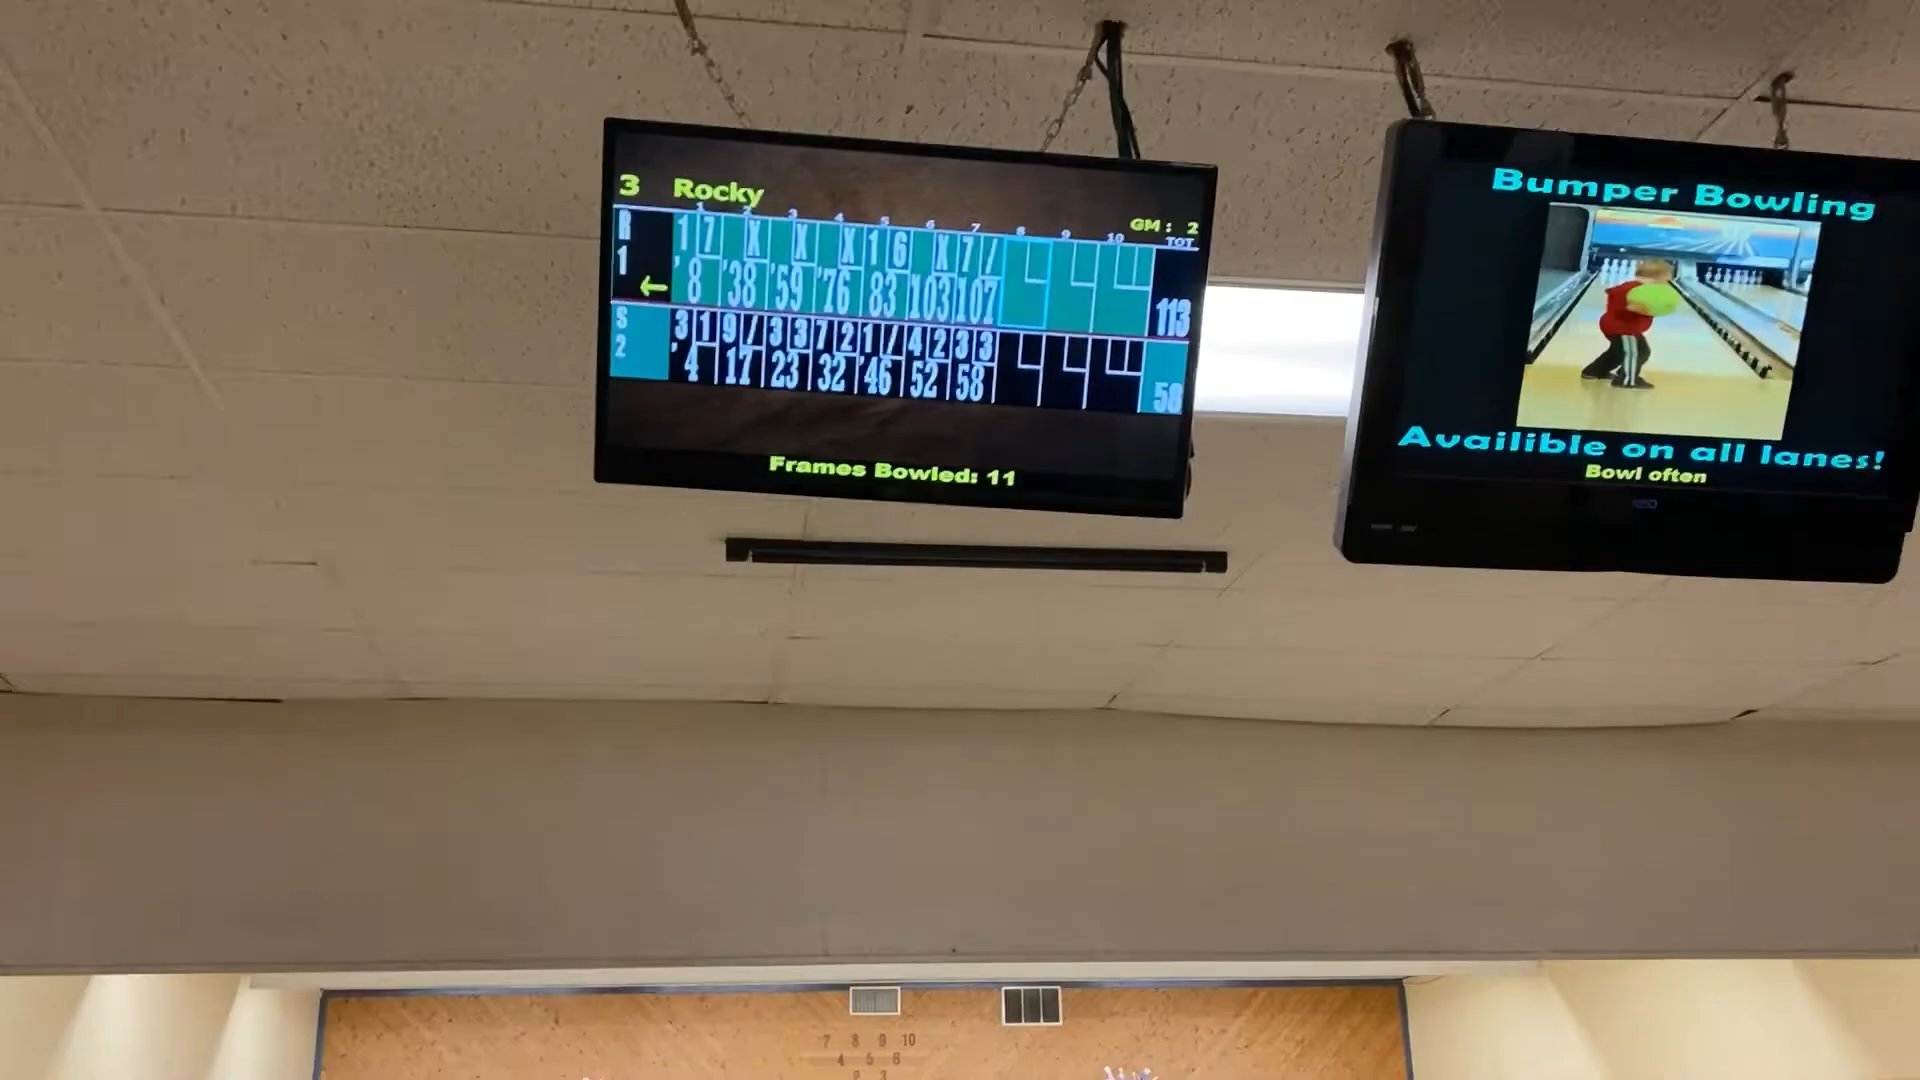 3 Rocky
GM: 2
1 2 3 4 5 6 7 8 9 10 TOT
R 1 7 X X X 1 6 X 7 /
1 8 38 59 76 83 103 107 113
S 3 1 9 / 3 3 7 2 1 / 4 2 3 3
2 4 17 23 32 46 52 58 58
Frames Bowled: 11
Bumper Bowling
Availible on all lanes!
Bowl often
7 8 9 10
4 5 6
3